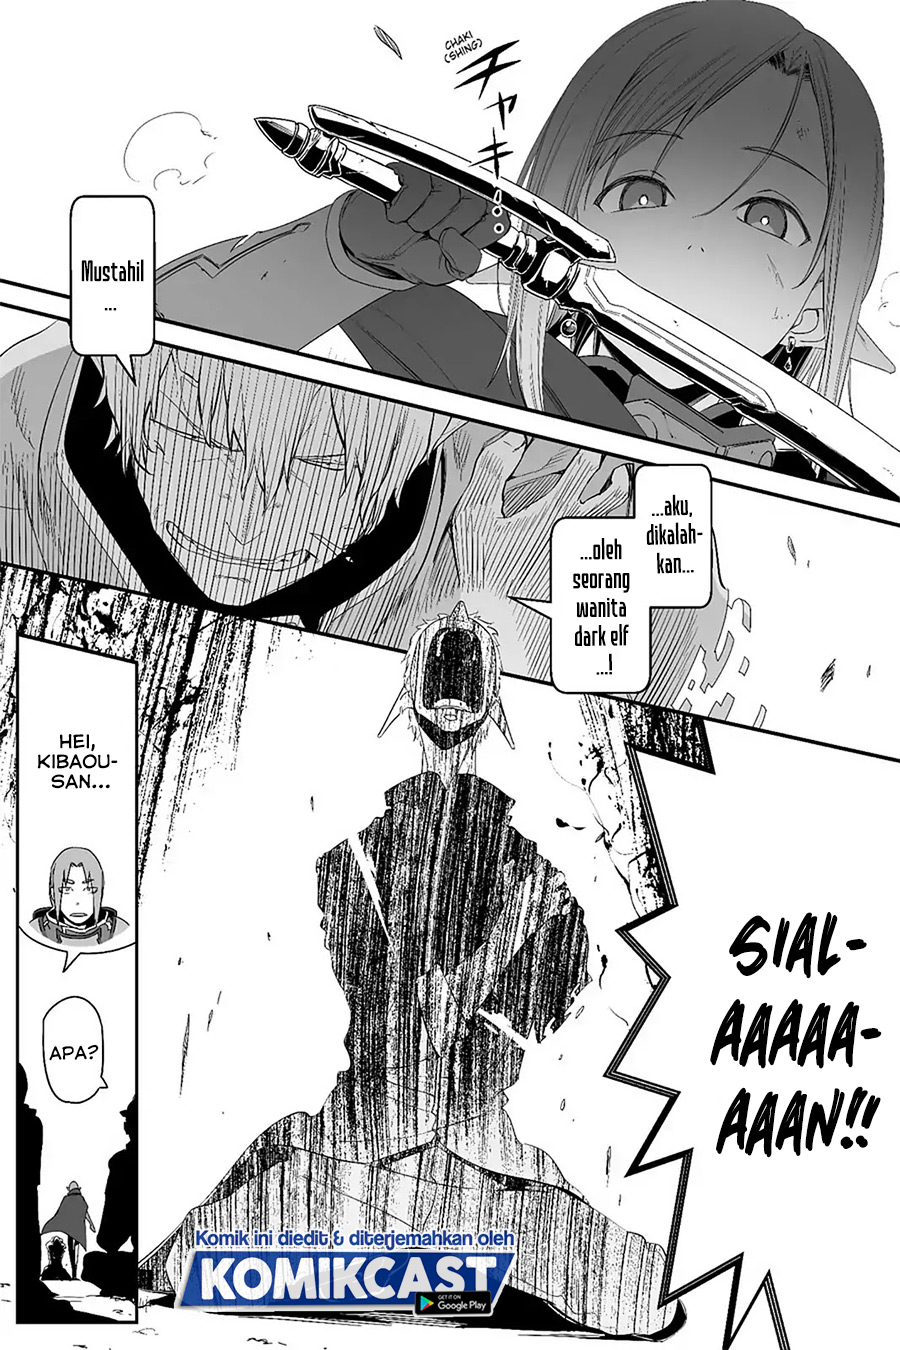 CHAKI
(SHING)
チャキ…
Mustahil
...
...aku,
dikalah-
kan...
...oleh
seorang
wanita
dark elf
...!
SIAL-
AAAAA-
AAAN!!
HEI,
KIBAOU-
SAN...
APA?
Komik ini diedit & diterjemahkan oleh
KOMIKCAST
GET IT ON
Google Play